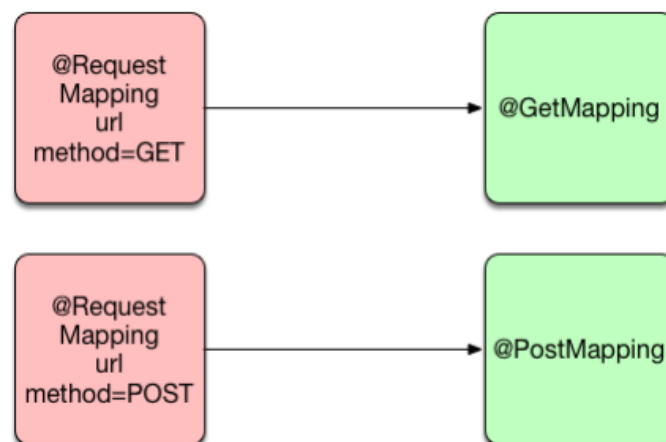 @Request
Mapping
url
method=GET
@GetMapping
@Request
Mapping
url
method=POST
@PostMapping